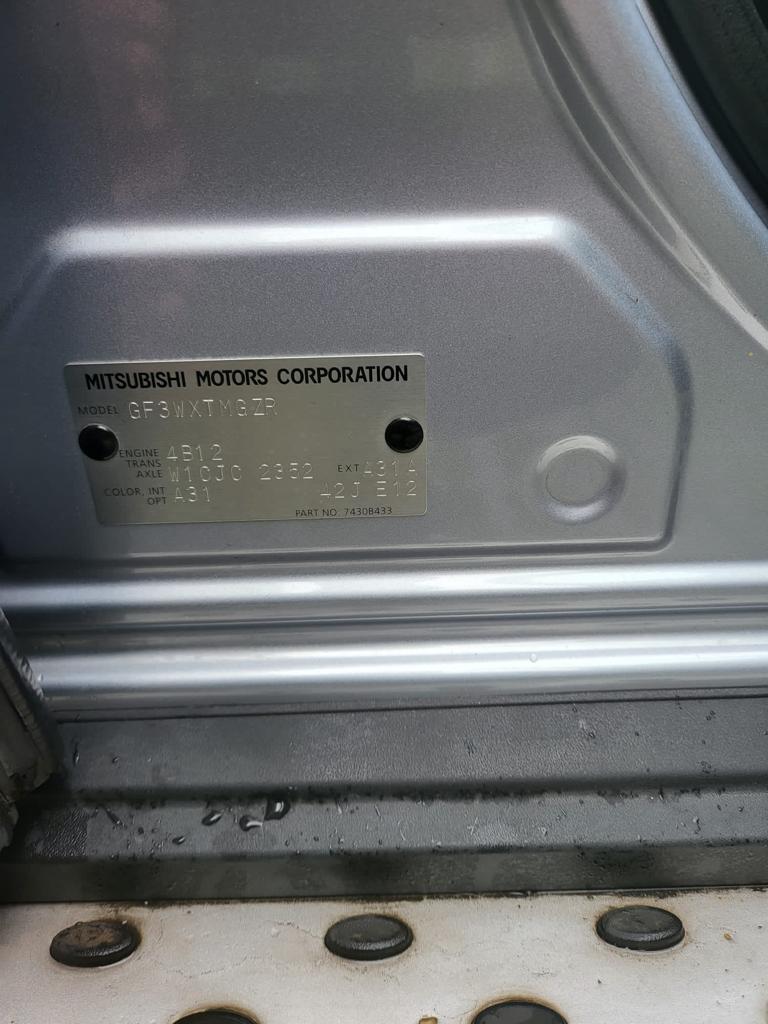 MITSUBISHI MOTORS CORPORATION
MODEL GF3WXTMGZR
ENGINE 4B12
TRANS AXLE W1CJC 2352 EXT A31A
COLOR, INT OPT A31 A2J E12
PART NO. 7430B433